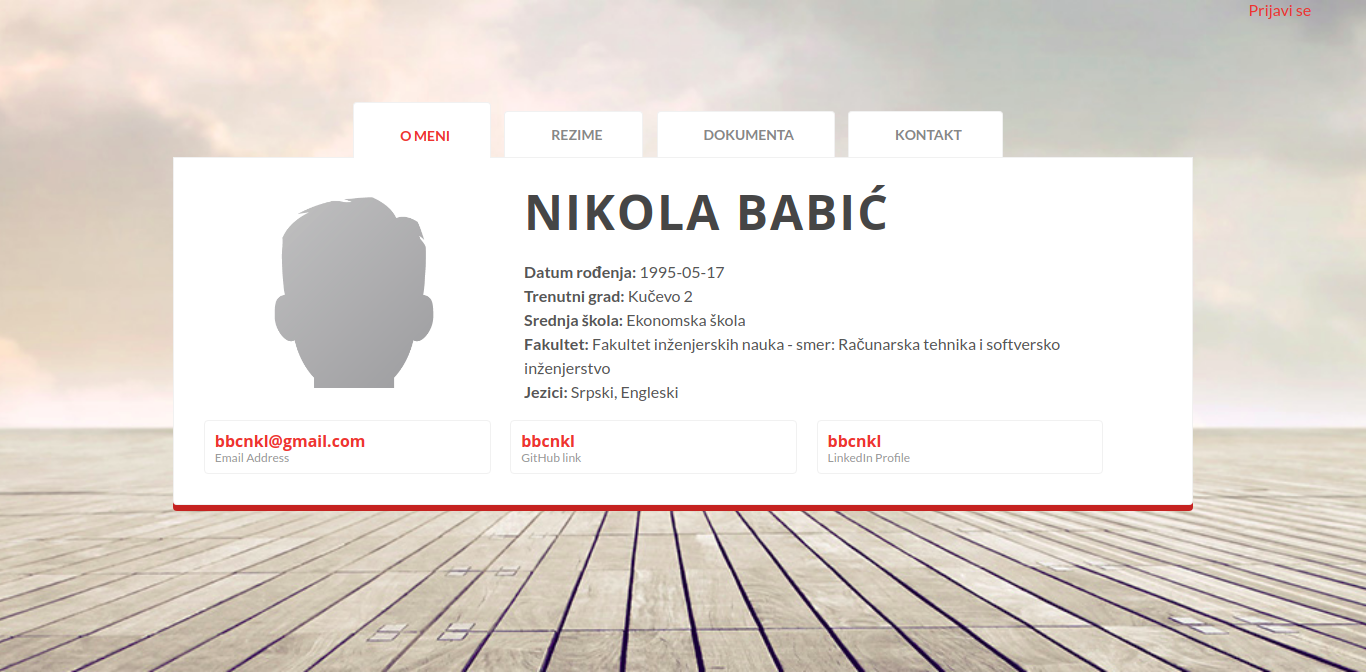 Prijavi se
O MENI
REZIME
DOKUMENTA
KONTAKT
NIKOLA BABIĆ
Datum rođenja: 1995-05-17
Trenutni grad: Kučevo 2
Srednja škola: Ekonomska škola
Fakultet: Fakultet inženjerskih nauka - smer: Računarska tehnika i softversko
inženjerstvo
Jezici: Srpski, Engleski
bbcnkl@gmail.com
Email Address
bbcnkl
GitHub link
bbcnkl
LinkedIn Profile